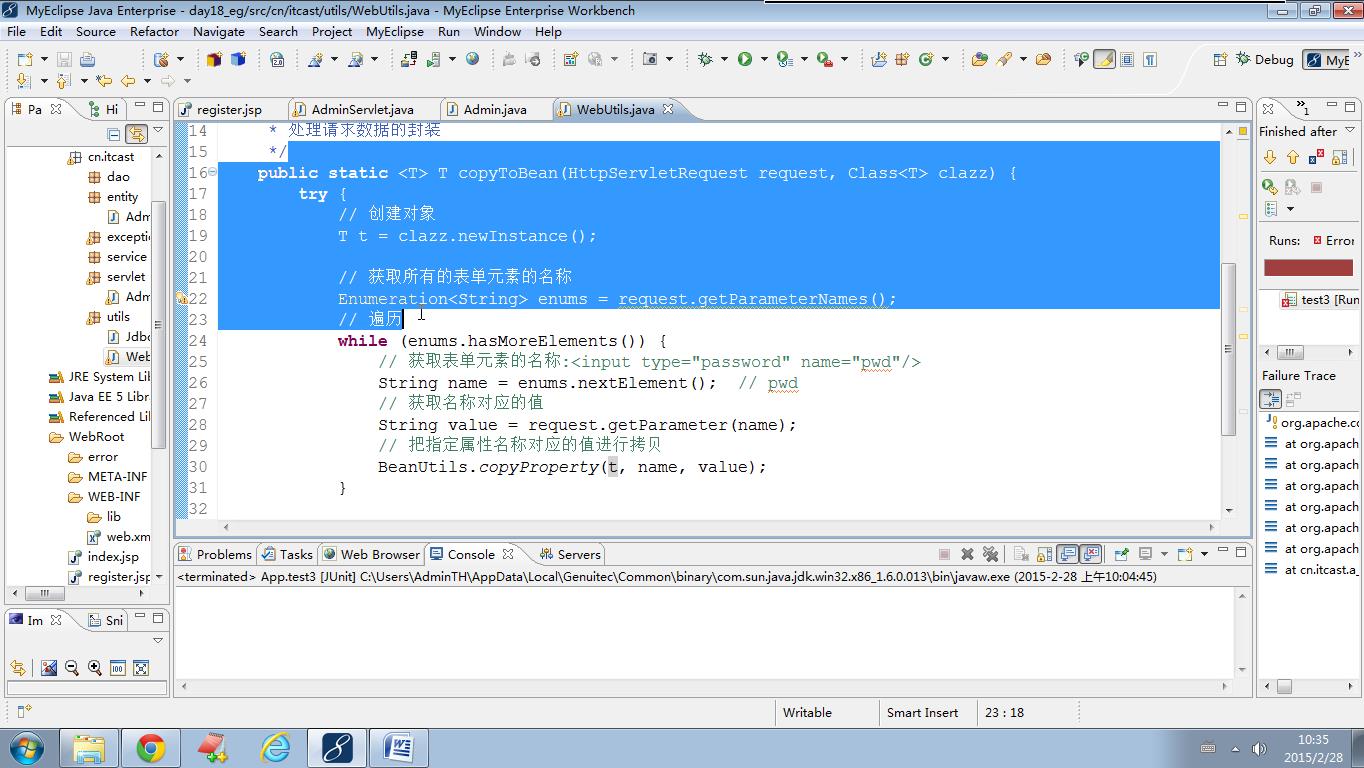 MyEclipse Java Enterprise - day18_eg/src/cn/itcast/utils/WebUtils.java - MyEclipse Enterprise Workbench
File Edit Source Refactor Navigate Search Project MyEclipse Run Window Help
Debug MyE
Pa Hi
register.jsp AdminServlet.java Admin.java WebUtils.java
1
cn.itcast
dao
entity
Adm
excepti
service
servlet
Adm
utils
Jdbc
Web
JRE System Lib
Java EE 5 Libr
Referenced Lib
WebRoot
error
META-INF
WEB-INF
lib
web.xm
index.jsp
register.jsp
14 * 处理请求数据的封装
15 */
16 public static <T> T copyToBean(HttpServletRequest request, Class<T> clazz) {
17 try {
18 // 创建对象
19 T t = clazz.newInstance();
20
21 // 获取所有的表单元素的名称
22 Enumeration<String> enums = request.getParameterNames();
23 // 遍历
24 while (enums.hasMoreElements()) {
25 // 获取表单元素的名称:<input type="password" name="pwd"/>
26 String name = enums.nextElement(); // pwd
27 // 获取名称对应的值
28 String value = request.getParameter(name);
29 // 把指定属性名称对应的值进行拷贝
30 BeanUtils.copyProperty(t, name, value);
31 }
32
Finished after
Runs: Error
test3 [Run
Failure Trace
org.apache.co
at org.apach
at org.apach
at org.apach
at org.apach
at org.apach
at org.apach
at cn.itcast.a_
Problems Tasks Web Browser Console Servers
<terminated> App.test3 [JUnit] C:\Users\AdminTH\AppData\Local\Genuitec\Common\binary\com.sun.java.jdk.win32.x86_1.6.0.013\bin\javaw.exe (2015-2-28 上午10:04:45)
Im Sni
Writable Smart Insert 23 : 18
10:35
2015/2/28